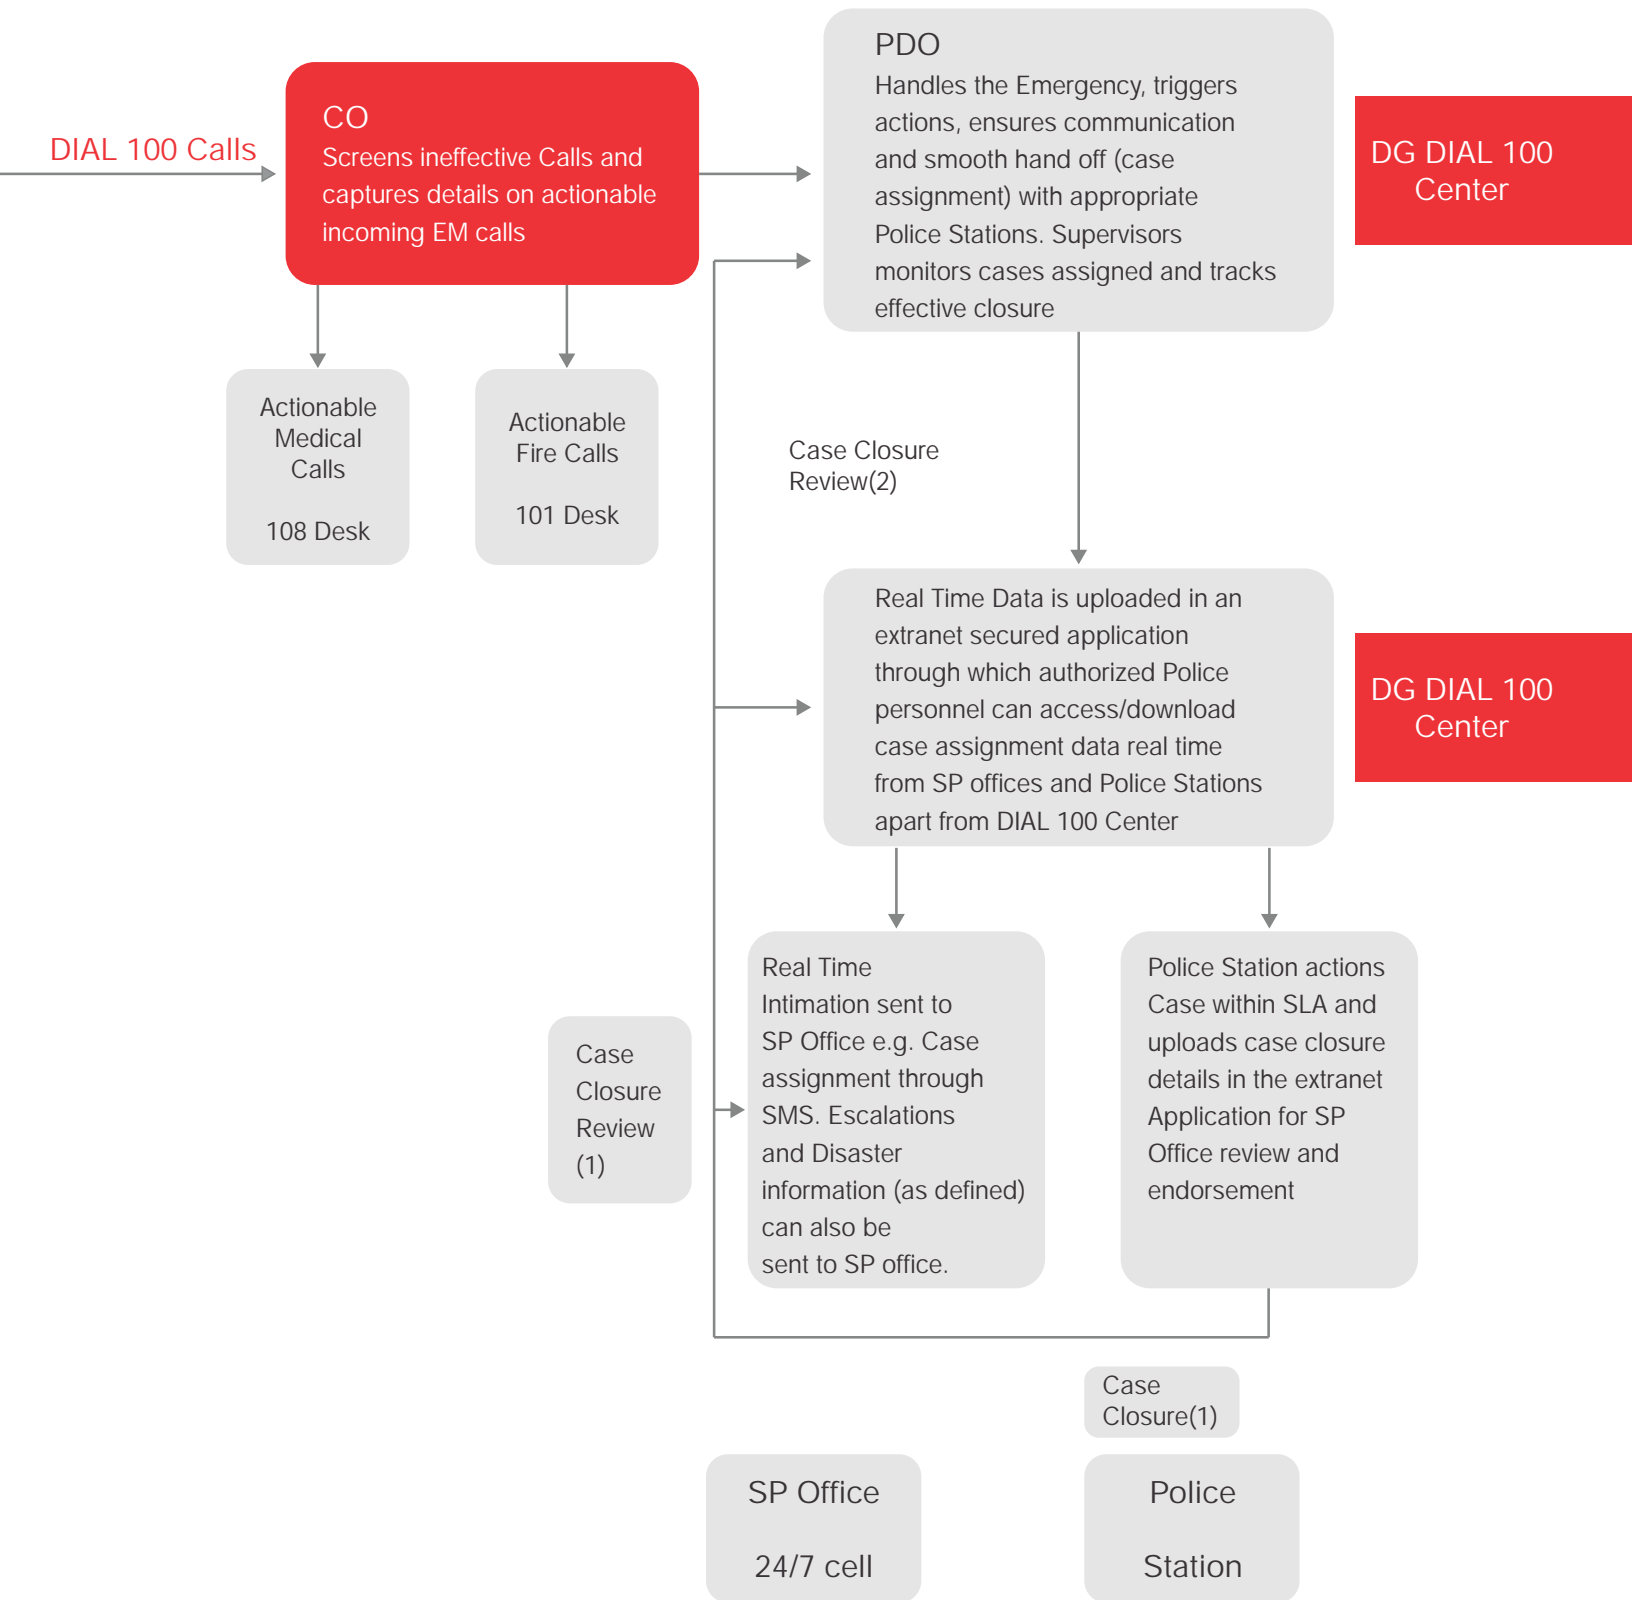 DIAL 100 Calls
CO
Screens ineffective Calls and
captures details on actionable
incoming EM calls
PDO
Handles the Emergency, triggers
actions, ensures communication
and smooth hand off (case
assignment) with appropriate
Police Stations. Supervisors
monitors cases assigned and tracks
effective closure
DG DIAL 100
Center
Actionable
Medical
Calls
108 Desk
Actionable
Fire Calls
101 Desk
Case Closure
Review(2)
Real Time Data is uploaded in an
extranet secured application
through which authorized Police
personnel can access/download
case assignment data real time
from SP offices and Police Stations
apart from DIAL 100 Center
DG DIAL 100
Center
Case
Closure
Review
(1)
Real Time
Intimation sent to
SP Office e.g. Case
assignment through
SMS. Escalations
and Disaster
information (as defined)
can also be
sent to SP office.
Police Station actions
Case within SLA and
uploads case closure
details in the extranet
Application for SP
Office review and
endorsement
Case
Closure(1)
SP Office
24/7 cell
Police
Station